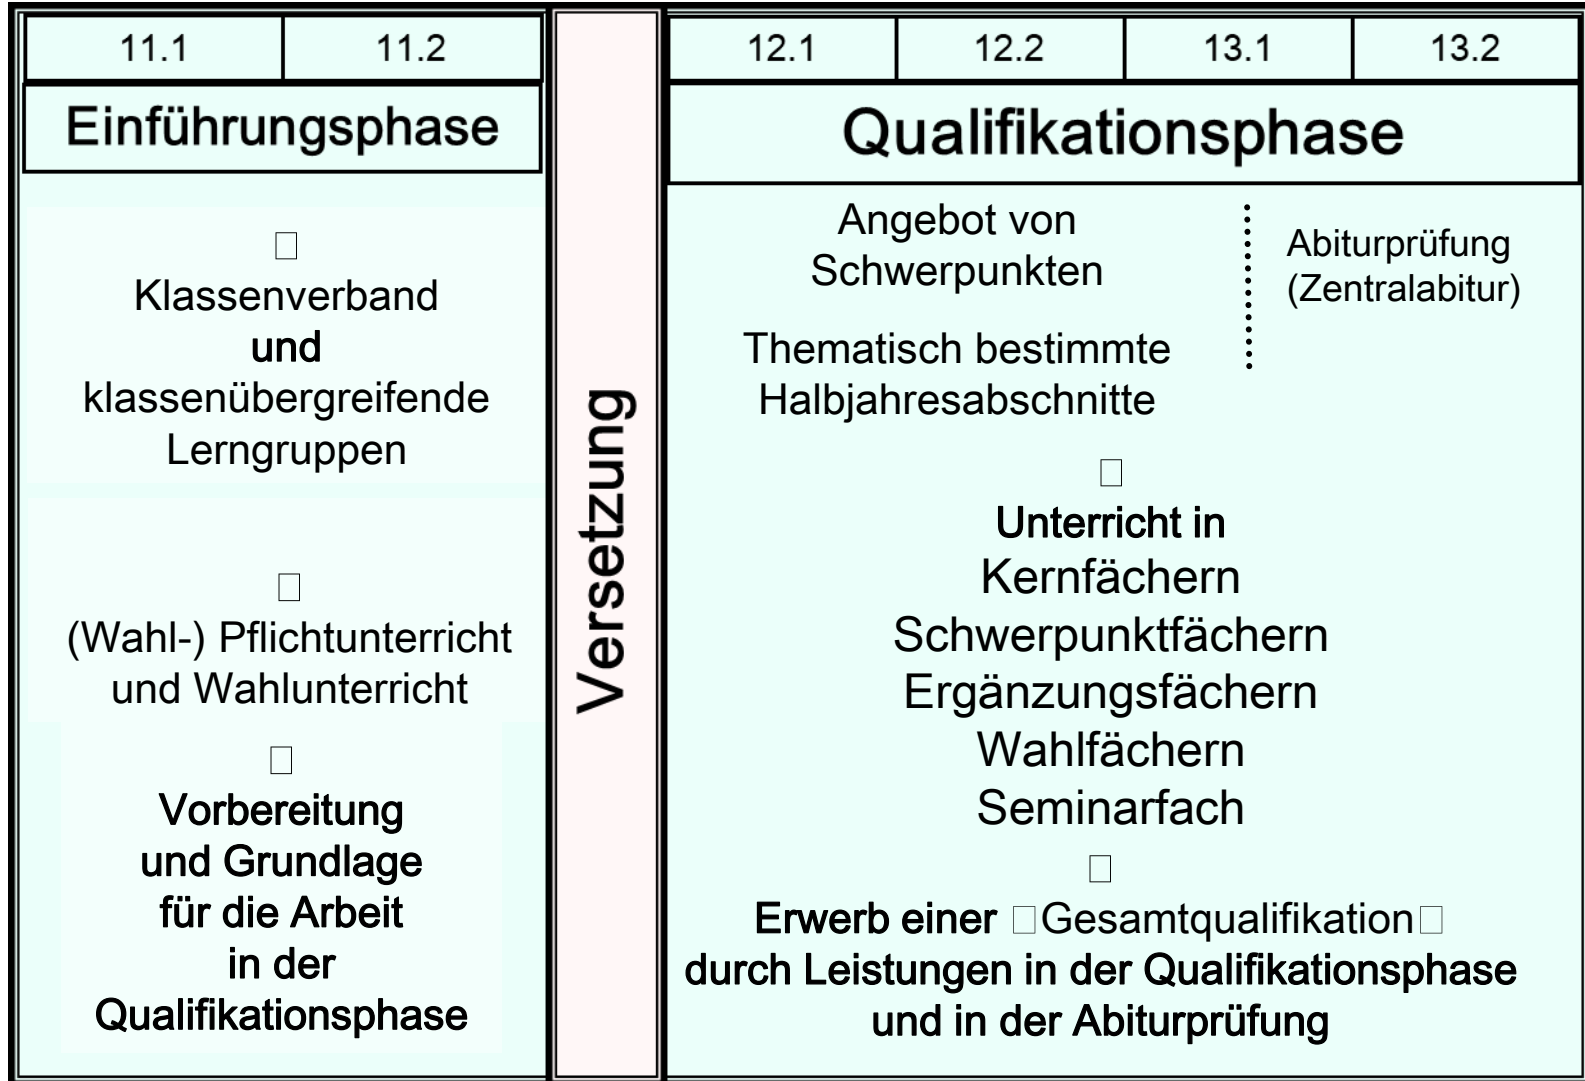 11.1 11.2
Einführungsphase
Klassenverband
und
klassenübergreifende
Lerngruppen
(Wahl-) Pflichtunterricht
und Wahlunterricht
Vorbereitung
und Grundlage
für die Arbeit
in der
Qualifikationsphase
Versetzung
12.1 12.2 13.1 13.2
Qualifikationsphase
Angebot von
Schwerpunkten
Thematisch bestimmte
Halbjahresabschnitte
Abiturprüfung
(Zentralabitur)
Unterricht in
Kernfächern
Schwerpunktfächern
Ergänzungsfächern
Wahlfächern
Seminarfach
Erwerb einer □Gesamtqualifikation□
durch Leistungen in der Qualifikationsphase
und in der Abiturprüfung